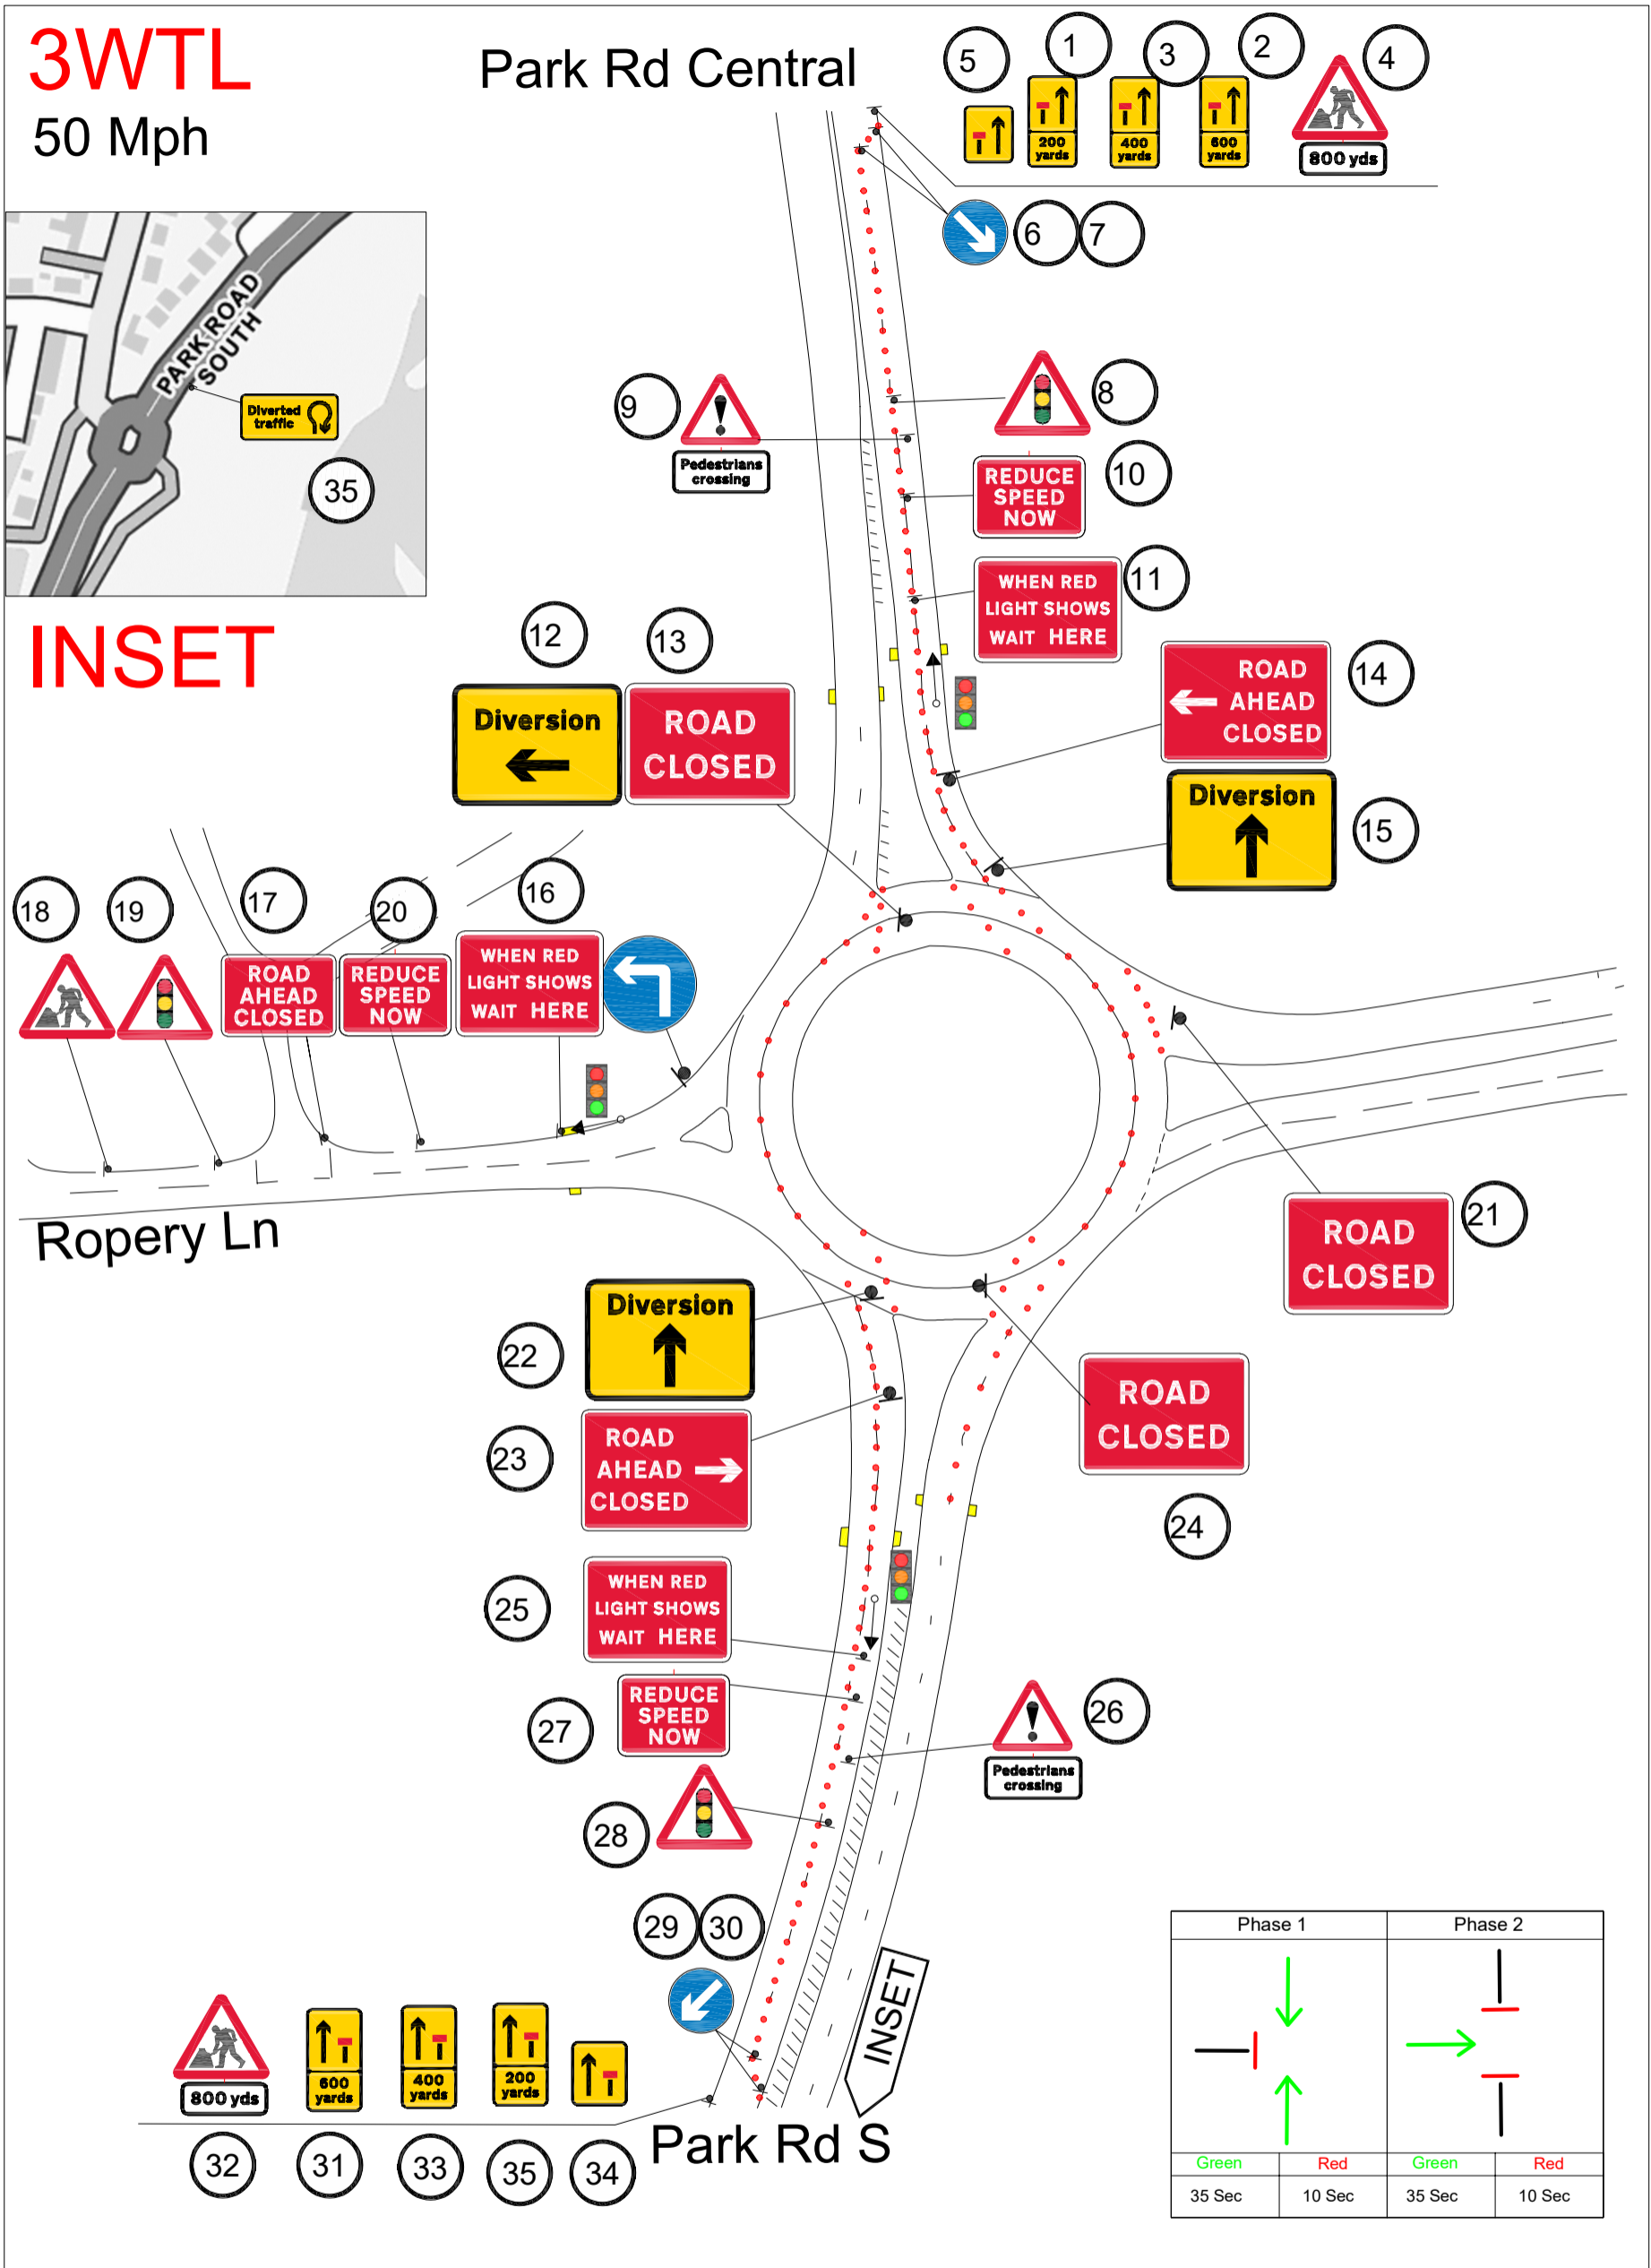 3WTL
50 Mph
Park Rd Central
5
1
3
2
4
200
yards
400
yards
600
yards
800 yds
6
7
PARK ROAD
SOUTH
Diverted
traffic
35
INSET
9
Pedestrians
crossing
8
REDUCE
SPEED
NOW
10
WHEN RED
LIGHT SHOWS
WAIT HERE
11
12
13
Diversion
ROAD
CLOSED
ROAD
AHEAD
CLOSED
14
Diversion
15
18
19
17
20
16
ROAD
AHEAD
CLOSED
REDUCE
SPEED
NOW
WHEN RED
LIGHT SHOWS
WAIT HERE
Ropery Ln
ROAD
CLOSED
21
Diversion
22
ROAD
AHEAD
CLOSED
23
ROAD
CLOSED
24
WHEN RED
LIGHT SHOWS
WAIT HERE
25
REDUCE
SPEED
NOW
27
26
Pedestrians
crossing
28
29
30
INSET
800 yds
600
yards
400
yards
200
yards
32
31
33
35
34
Park Rd S
Phase 1
Phase 2
Green
Red
Green
Red
35 Sec
10 Sec
35 Sec
10 Sec